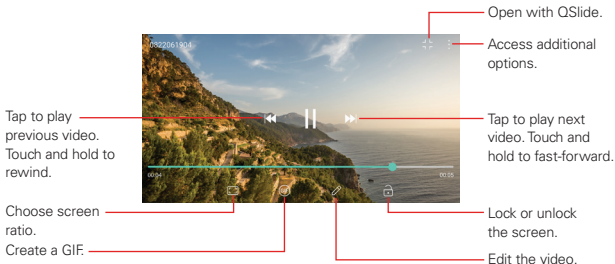 Open with QSlide.
0822061904
Access additional
options.
Tap to play
previous video.
Touch and hold to
rewind.
Tap to play next
video. Touch and
hold to fast-forward.
00:04
00:05
Choose screen
ratio.
Create a GIF.
Lock or unlock
the screen.
Edit the video.